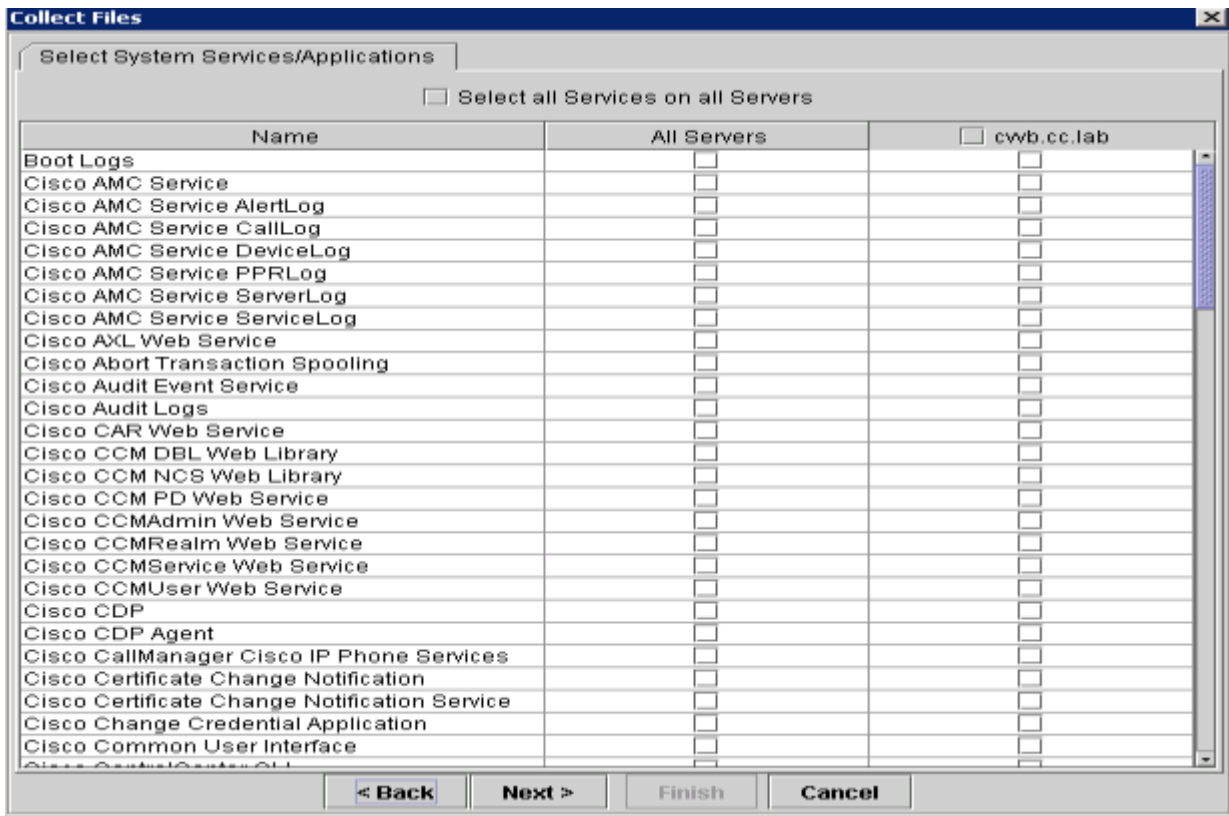 Collect Files
Select System Services/Applications
Select all Services on all Servers
Name All Servers cwb.cc.lab
Boot Logs
Cisco AMC Service
Cisco AMC Service AlertLog
Cisco AMC Service CallLog
Cisco AMC Service DeviceLog
Cisco AMC Service PPRLog
Cisco AMC Service ServerLog
Cisco AMC Service ServiceLog
Cisco AXL Web Service
Cisco Abort Transaction Spooling
Cisco Audit Event Service
Cisco Audit Logs
Cisco CAR Web Service
Cisco CCM DBL Web Library
Cisco CCM NCS Web Library
Cisco CCM PD Web Service
Cisco CCMAdmin Web Service
Cisco CCMRealm Web Service
Cisco CCMService Web Service
Cisco CCMUser Web Service
Cisco CDP
Cisco CDP Agent
Cisco CallManager Cisco IP Phone Services
Cisco Certificate Change Notification
Cisco Certificate Change Notification Service
Cisco Change Credential Application
Cisco Common User Interface
< Back Next > Finish Cancel